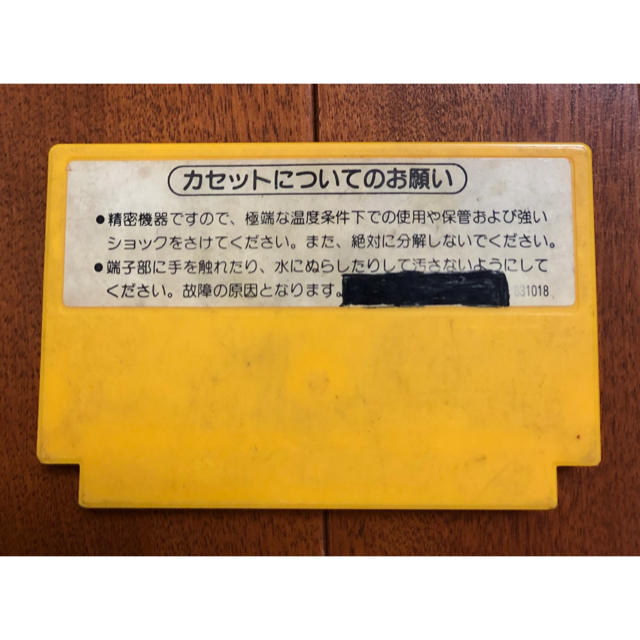 カセットについてのお願い
●精密機器ですので、極端な温度条件下での使用や保管および強い
ショックをさけてください。また、絶対に分解しないでください。
●端子部に手を触れたり、水にぬらしたりして汚さないようにして
ください。故障の原因となります。 831018